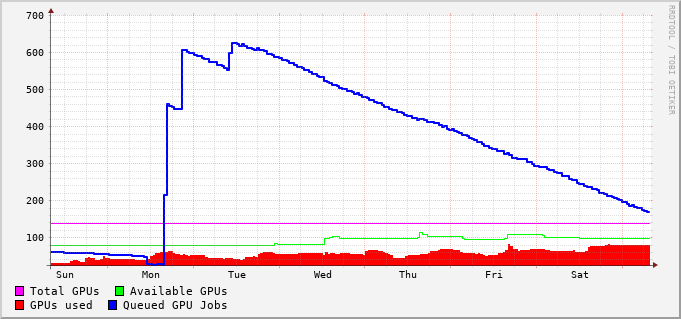 700
600
500
400
300
200
100
Sun Mon Tue Wed Thu Fri Sat
Total GPUs Available GPUs
GPUs used Queued GPU Jobs
RRDTOOL / TOBI OETIKER